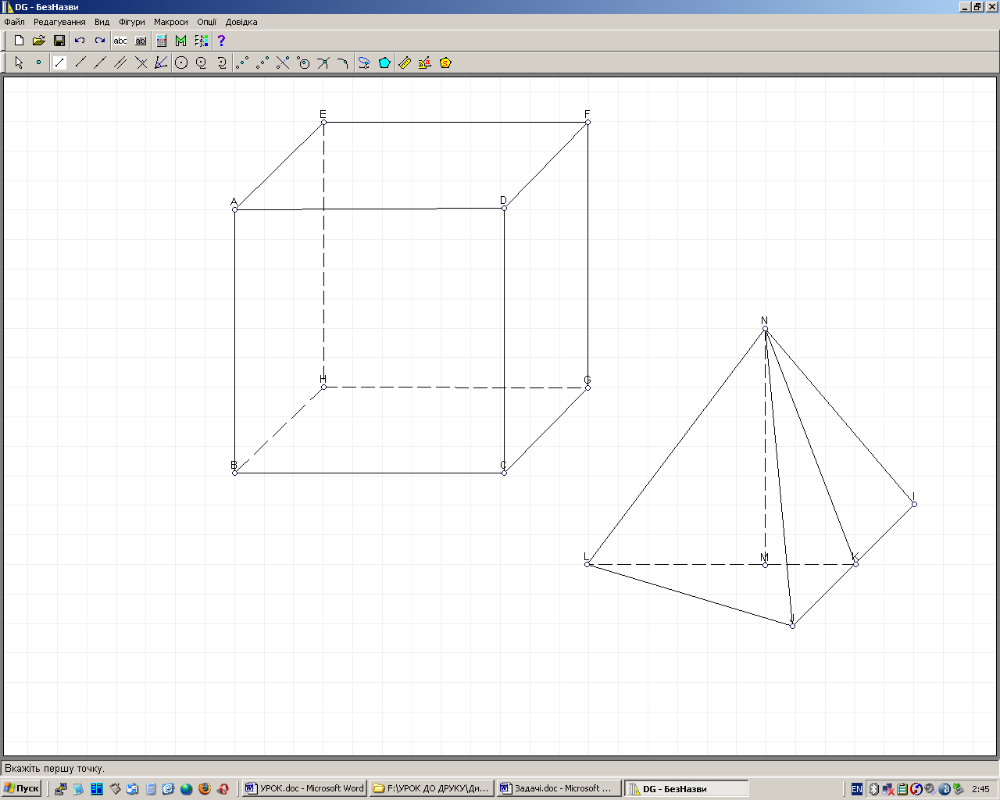 DG - БезНазви
Файл Редагування Вид Фігури Макроси Опції Довідка
abc ab M ?
S
E F
A D
N
H G
B C
I
L M K
J
Вкажіть першу точку.
Пуск УРОК.doc - Microsoft Word F:\УРОК ДО ДРУКУ\Ди... Задачі.doc - Microsoft ... DG - БезНазви EN 2:45